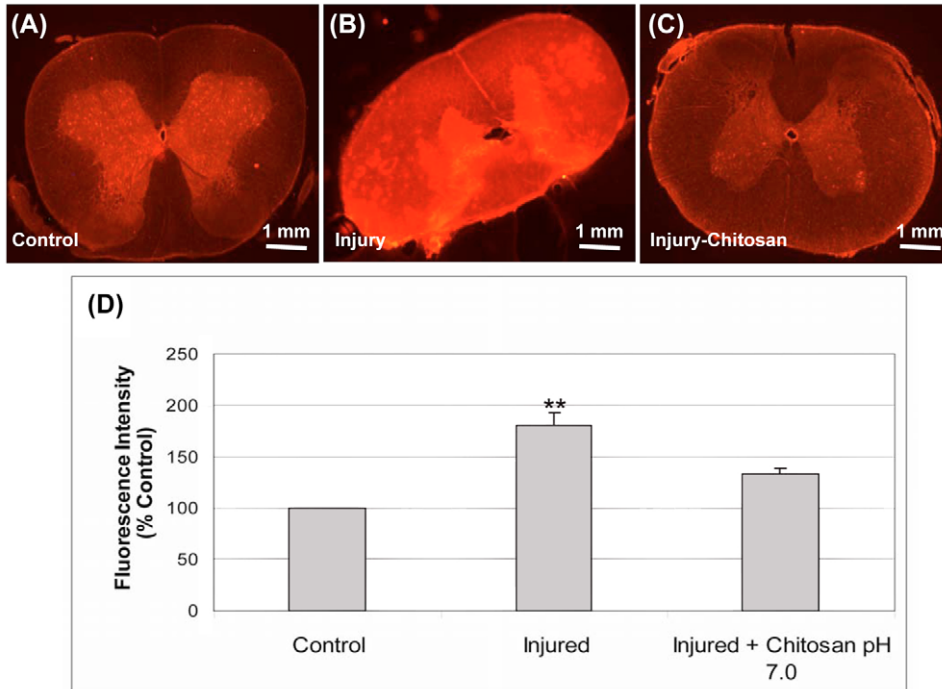 (A)
Control
1 mm
(B)
Injury
1 mm
(C)
Injury-Chitosan
1 mm
(D)
Fluorescence Intensity
(% Control)
250
200
150
100
50
0
**
Control
Injured
Injured + Chitosan pH
7.0